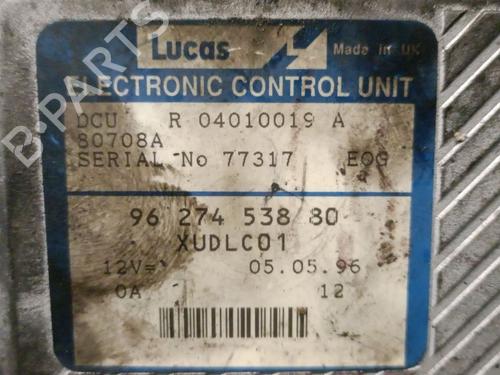 Lucas
Made in UK
ELECTRONIC CONTROL UNIT
DCU R 04010019 A
80708A
SERIAL No 77317 EOG
96 274 538 80
XUDLC01
12V= 05.05.96
0A 12
B-PARTS